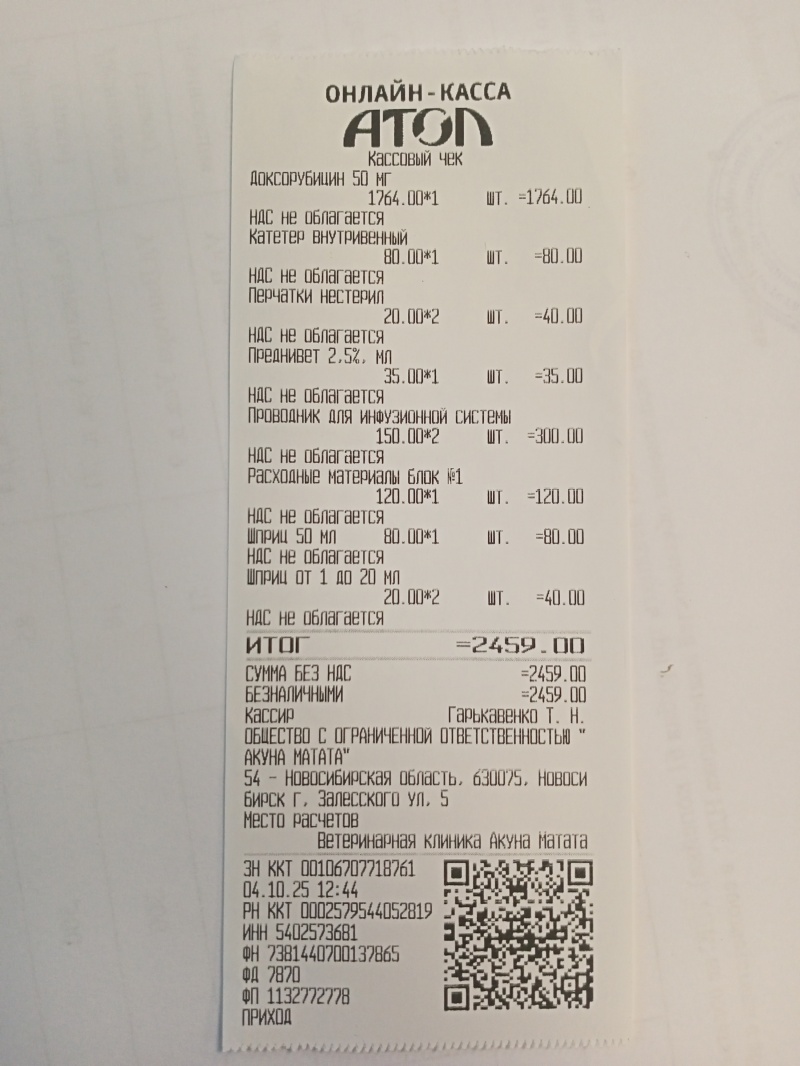 ОНЛАЙН-КАССА
АТОЛ
Кассовый чек
Доксорубицин 50 мг
1764.00*1 шт. =1764.00
НДС не облагается
Катетер внутривенный
80.00*1 шт. =80.00
НДС не облагается
Перчатки нестерил
20.00*2 шт. =40.00
НДС не облагается
Преднивет 2,5%, мл
35.00*1 шт. =35.00
НДС не облагается
Проводник для инфузионной системы
150.00*2 шт. =300.00
НДС не облагается
Расходные материалы блок №1
120.00*1 шт. =120.00
НДС не облагается
Шприц 50 мл 80.00*1 шт. =80.00
НДС не облагается
Шприц от 1 до 20 мл
20.00*2 шт. =40.00
НДС не облагается
ИТОГ =2459.00
СУММА БЕЗ НДС =2459.00
БЕЗНАЛИЧНЫМИ =2459.00
Кассир Гарькавенко Т. Н.
ОБЩЕСТВО С ОГРАНИЧЕННОЙ ОТВЕТСТВЕННОСТЬЮ "
АКУНА МАТАТА"
54 - Новосибирская область, 630075, Новоси
бирск г, Залесского ул, 5
Место расчетов
Ветеринарная клиника Акуна Матата
ЗН ККТ 00106707718761
04.10.25 12:44
РН ККТ 0002579544052819
ИНН 5402573681
ФН 7381440700137865
ФД 7870
ФП 1132772778
ПРИХОД